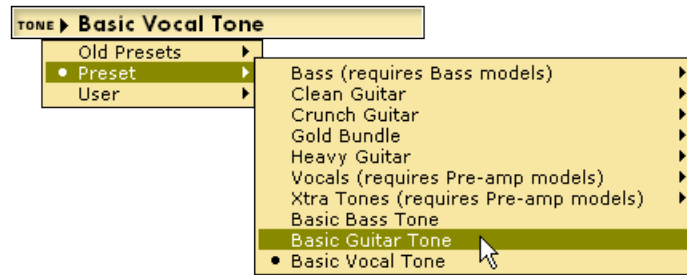 TONE Basic Vocal Tone
Old Presets
Preset
User
Bass (requires Bass models)
Clean Guitar
Crunch Guitar
Gold Bundle
Heavy Guitar
Vocals (requires Pre-amp models)
Xtra Tones (requires Pre-amp models)
Basic Bass Tone
Basic Guitar Tone
Basic Vocal Tone